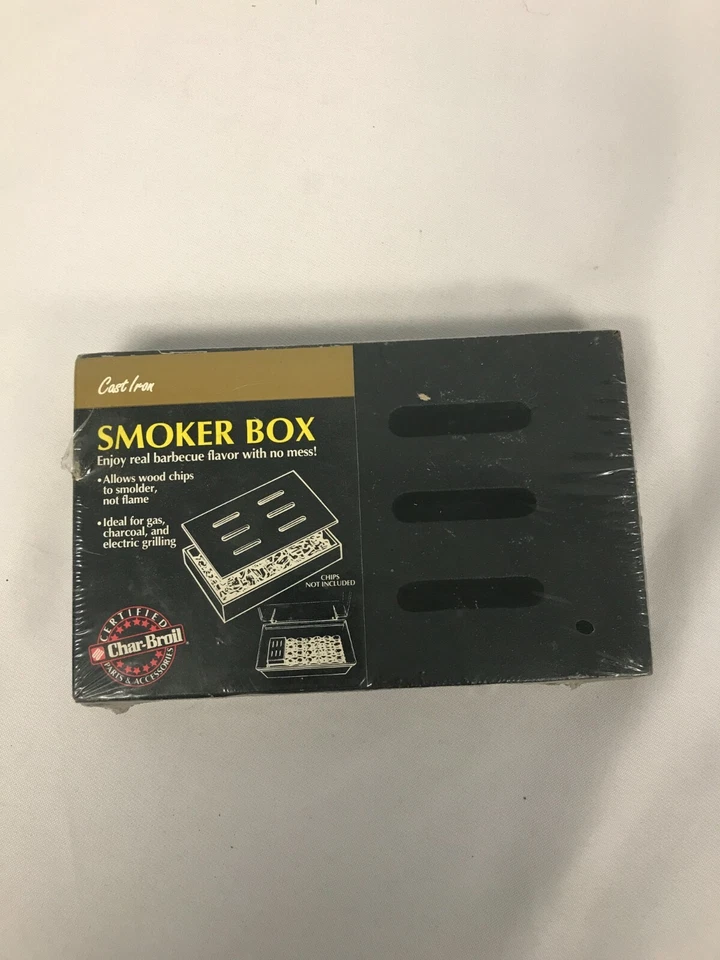 Cast Iron
SMOKER BOX
Enjoy real barbecue flavor with no mess!
•Allows wood chips
to smolder,
not flame
•Ideal for gas,
charcoal, and
electric grilling
CHIPS
NOT INCLUDED
CERTIFIED
Char-Broil
PARTS & ACCESSORIES